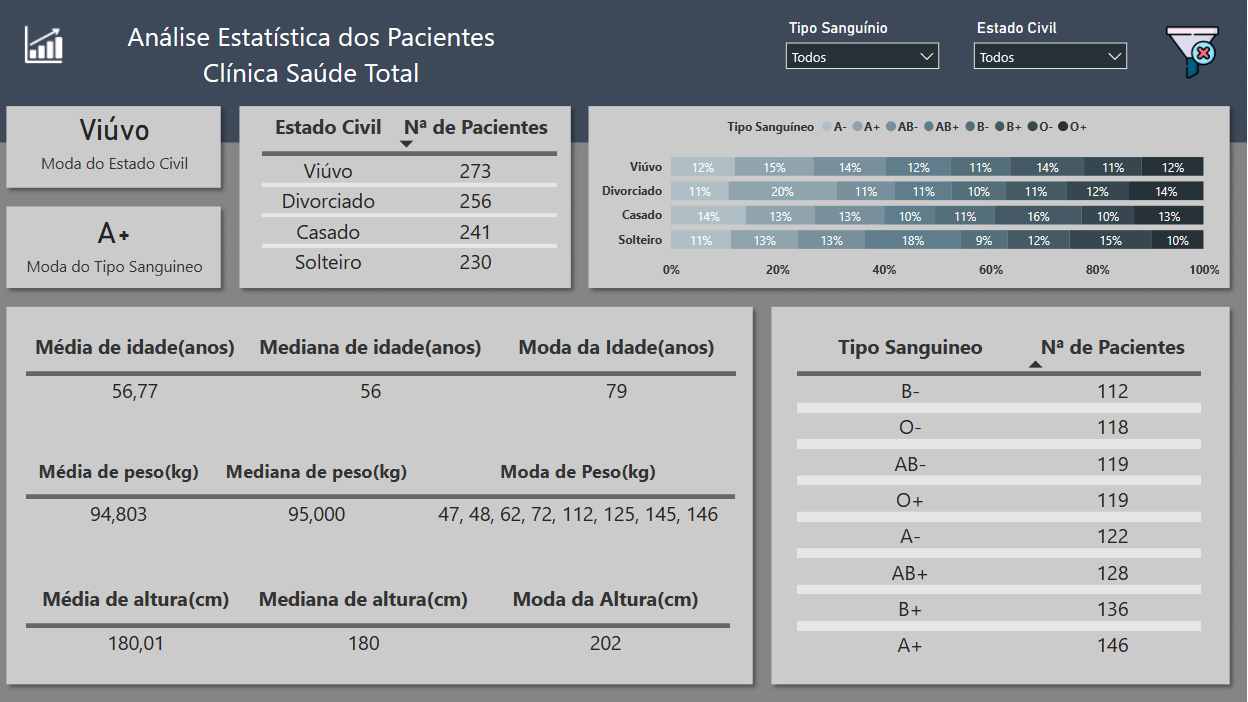 Análise Estatística dos Pacientes
Clínica Saúde Total
Tipo Sanguínio
Todos
Estado Civil
Todos
Viúvo
Moda do Estado Civil
A+
Moda do Tipo Sanguineo
Estado Civil Nª de Pacientes
Viúvo 273
Divorciado 256
Casado 241
Solteiro 230
Tipo Sanguíneo A- A+ AB- AB+ B- B+ O- O+
Viúvo 12% 15% 14% 12% 11% 14% 11% 12%
Divorciado 11% 20% 11% 11% 10% 11% 12% 14%
Casado 14% 13% 13% 10% 11% 16% 10% 13%
Solteiro 11% 13% 13% 18% 9% 12% 15% 10%
0% 20% 40% 60% 80% 100%
Média de idade(anos) Mediana de idade(anos) Moda da Idade(anos)
56,77 56 79
Média de peso(kg) Mediana de peso(kg) Moda de Peso(kg)
94,803 95,000 47, 48, 62, 72, 112, 125, 145, 146
Média de altura(cm) Mediana de altura(cm) Moda da Altura(cm)
180,01 180 202
Tipo Sanguineo Nª de Pacientes
B- 112
O- 118
AB- 119
O+ 119
A- 122
AB+ 128
B+ 136
A+ 146